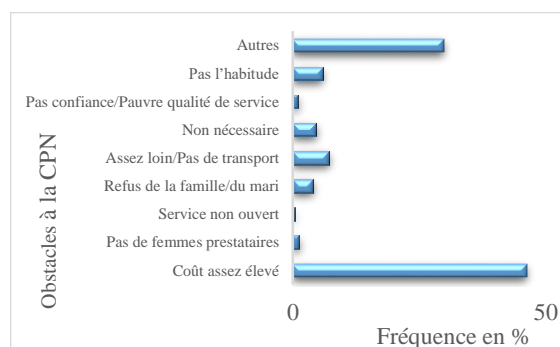 Autres
Pas l’habitude
Pas confiance/Pauvre qualité de service
Non nécessaire
Assez loin/Pas de transport
Refus de la famille/du mari
Service non ouvert
Pas de femmes prestataires
Coût assez élevé
Obstacles à la CPN
0 50
Fréquence en %